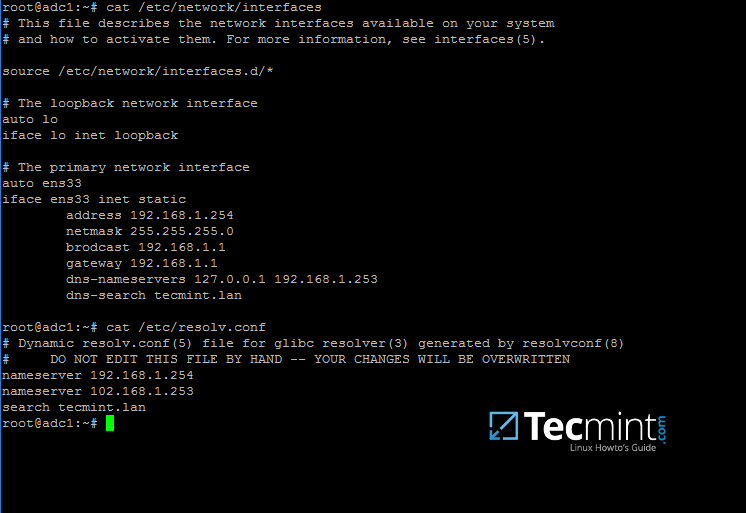 root@adc1:~# cat /etc/network/interfaces
# This file describes the network interfaces available on your system
# and how to activate them. For more information, see interfaces(5).
source /etc/network/interfaces.d/*
# The loopback network interface
auto lo
iface lo inet loopback
# The primary network interface
auto ens33
iface ens33 inet static
address 192.168.1.254
netmask 255.255.255.0
brodcast 192.168.1.1
gateway 192.168.1.1
dns-nameservers 127.0.0.1 192.168.1.253
dns-search tecmint.lan
root@adc1:~# cat /etc/resolv.conf
# Dynamic resolv.conf(5) file for glibc resolver(3) generated by resolvconf(8)
#     DO NOT EDIT THIS FILE BY HAND -- YOUR CHANGES WILL BE OVERWRITTEN
nameserver 192.168.1.254
nameserver 102.168.1.253
search tecmint.lan
root@adc1:~#
Tecmint.com
Linux Howto's Guide